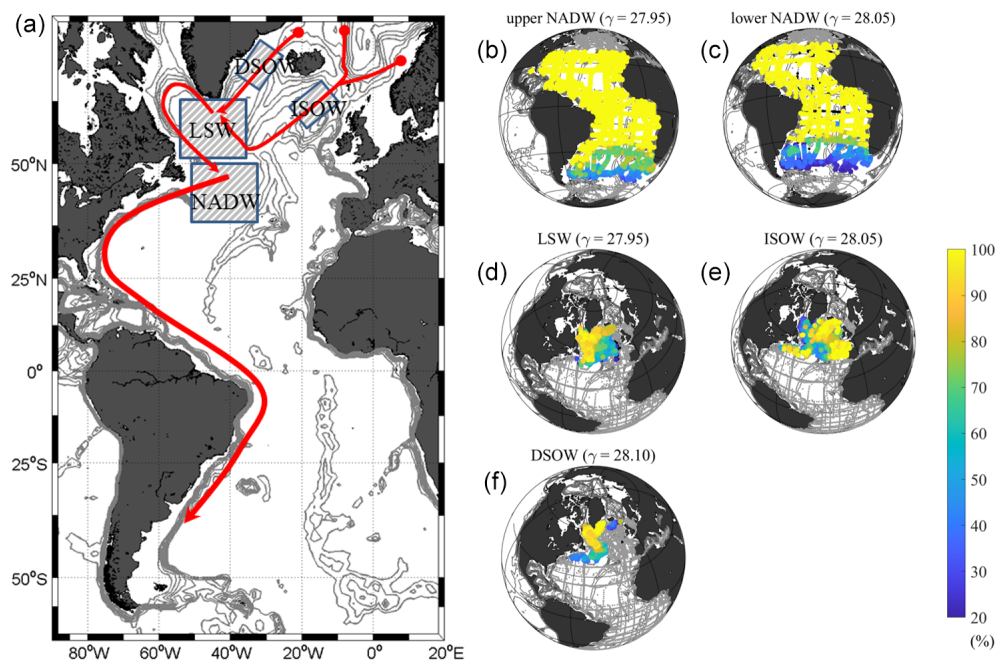 (a)
DSOW
ISOW
LSW
NADW
50°N
25°N
0°
25°S
50°S
80°W
60°W
40°W
20°W
0°
20°E
upper NADW (γ = 27.95)
(b)
lower NADW (γ = 28.05)
(c)
LSW (γ = 27.95)
(d)
ISOW (γ = 28.05)
(e)
DSOW (γ = 28.10)
(f)
100
90
80
70
60
50
40
30
20
(%)